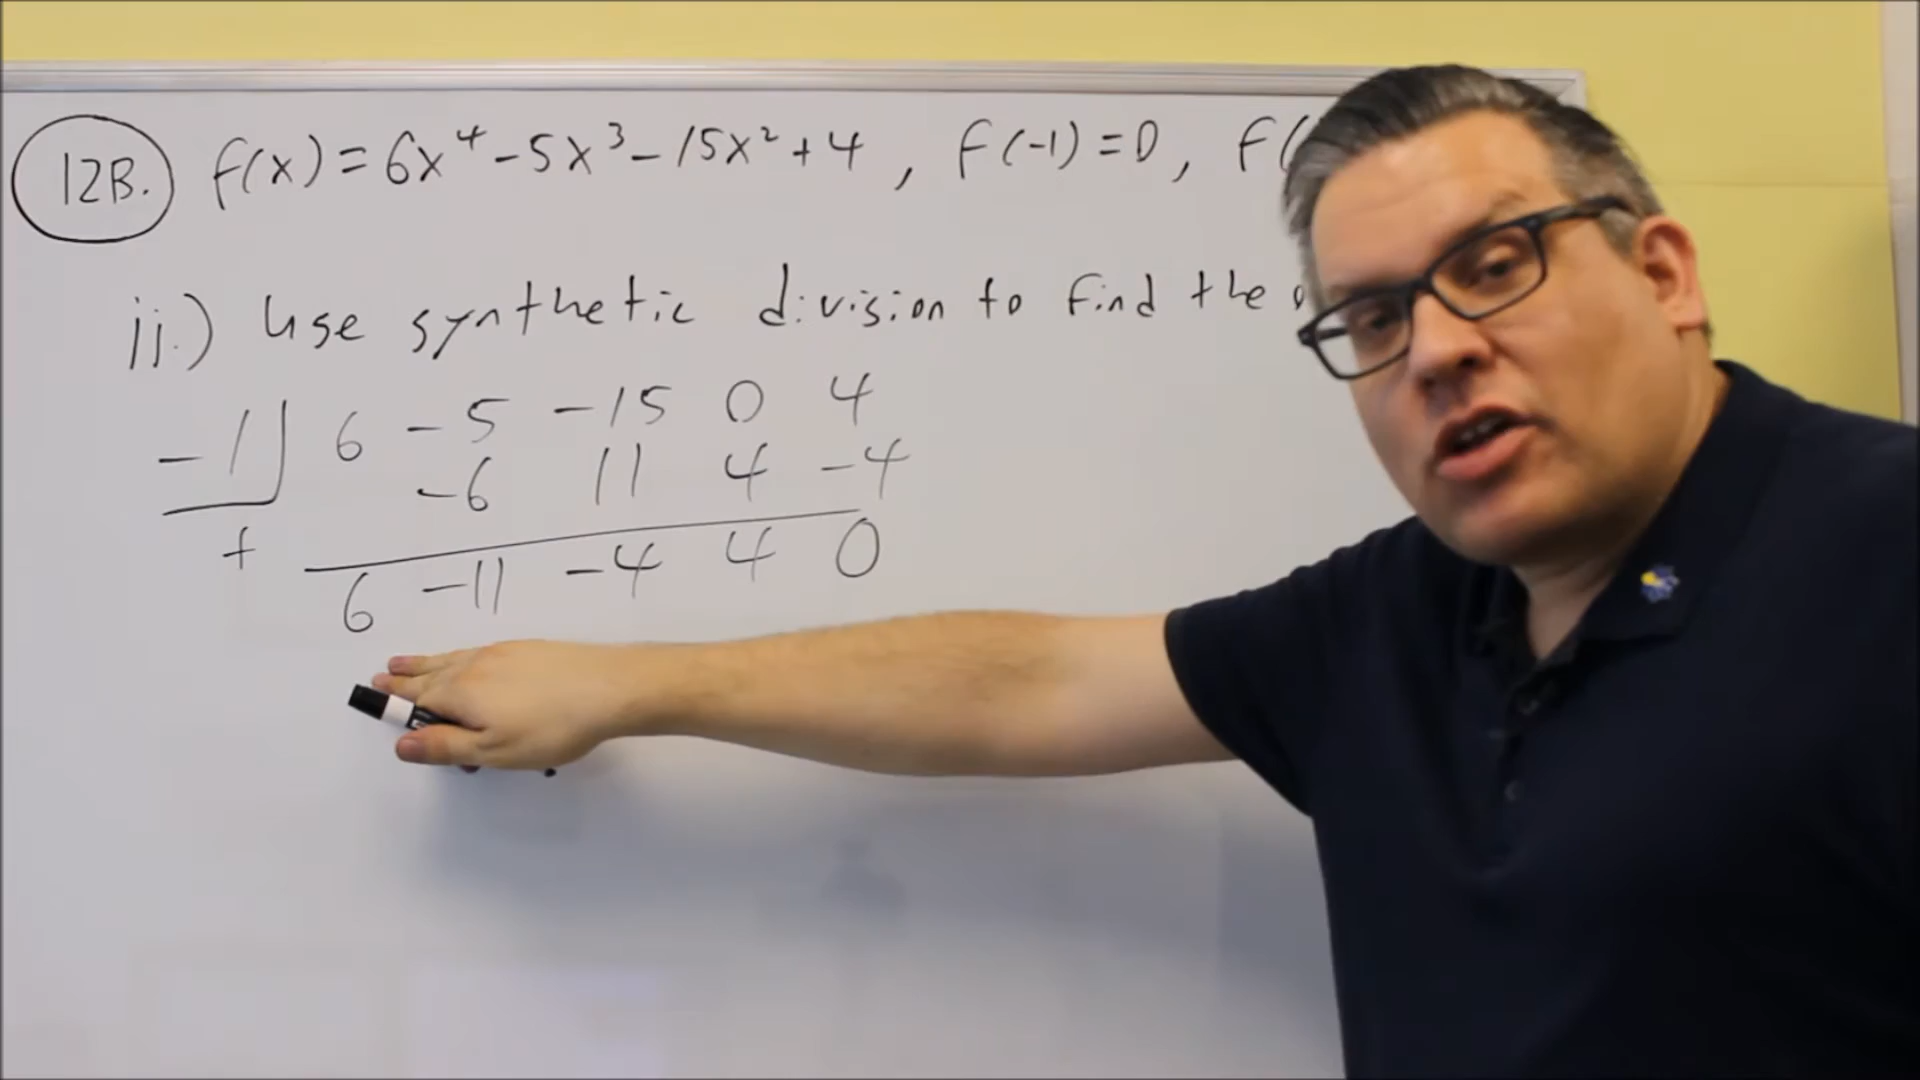 12B. f(x) = 6x⁴ - 5x³ - 15x² + 4 , f(-1) = 0 , f(
ii.) Use synthetic division to find the
-1 6 -5 -15 0 4
-6 11 4 -4
+
6 -11 -4 4 0